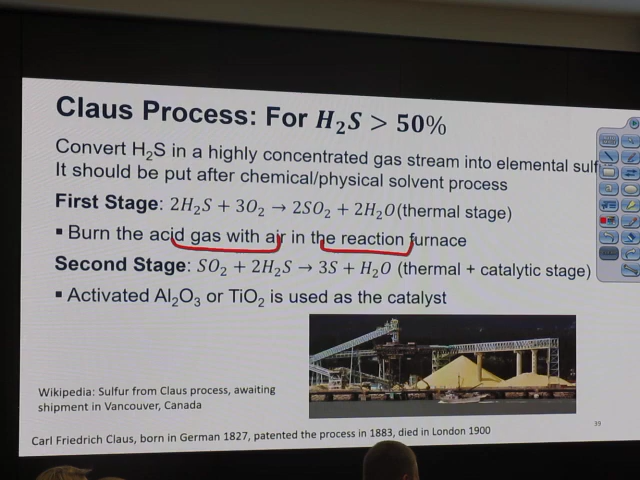 Claus Process: For H₂S > 50%
Convert H₂S in a highly concentrated gas stream into elemental sulf
It should be put after chemical/physical solvent process
First Stage: 2H₂S + 3O₂ → 2SO₂ + 2H₂O(thermal stage)
▪ Burn the acid gas with air in the reaction furnace
Second Stage: SO₂ + 2H₂S → 3S + H₂O (thermal + catalytic stage)
▪ Activated Al₂O₃ or TiO₂ is used as the catalyst
Wikipedia: Sulfur from Claus process, awaiting
shipment in Vancouver, Canada
39
Carl Friedrich Claus, born in German 1827, patented the process in 1883, died in London 1900